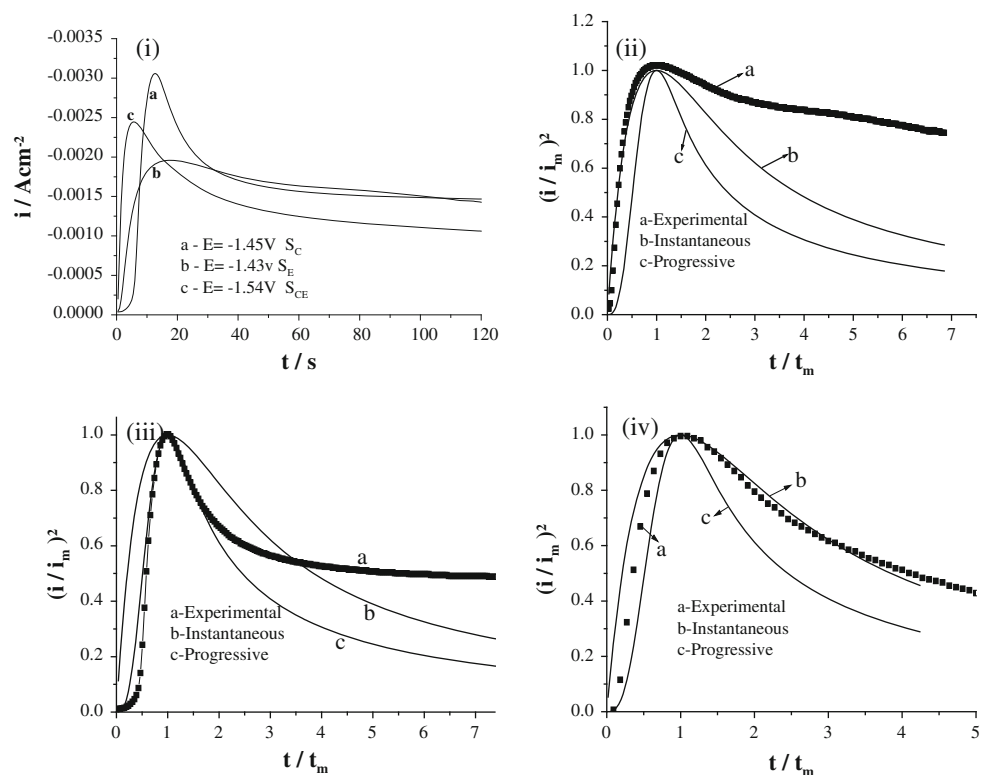 (i)
-0.0035
-0.0030
-0.0025
-0.0020
-0.0015
-0.0010
-0.0005
0.0000
i / Acm⁻²
a
c
b
a - E= -1.45V S_C
b - E= -1.43v S_E
c - E= -1.54V S_CE
0 20 40 60 80 100 120
t / s
(ii)
1.2
1.0
0.8
0.6
0.4
0.2
0.0
(i / i_m)²
a
b
c
a-Experimental
b-Instantaneous
c-Progressive
0 1 2 3 4 5 6 7
t / t_m
(iii)
1.0
0.8
0.6
0.4
0.2
0.0
(i / i_m)²
a
b
c
a-Experimental
b-Instantaneous
c-Progressive
0 1 2 3 4 5 6 7
t / t_m
(iv)
1.0
0.8
0.6
0.4
0.2
0.0
(i / i_m)²
b
c
a
a-Experimental
b-Instantaneous
c-Progressive
0 1 2 3 4 5
t / t_m